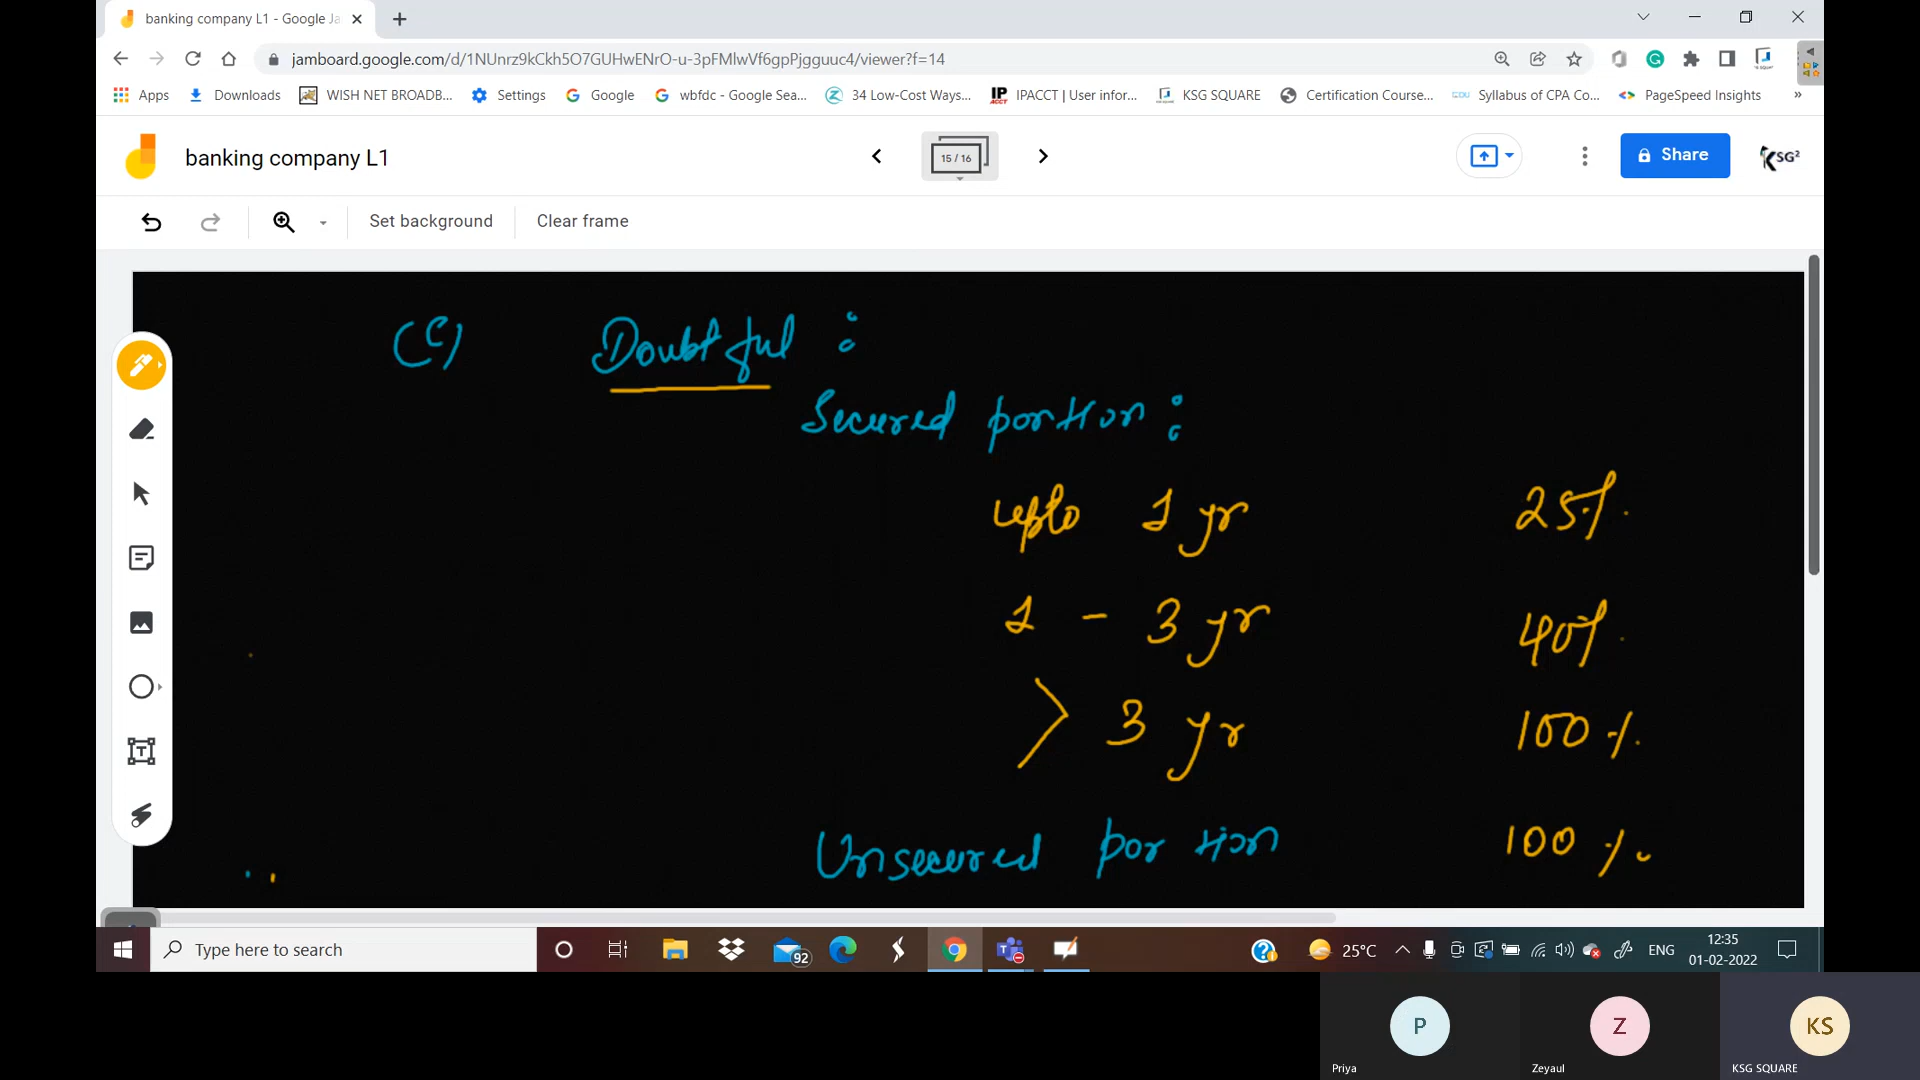 banking company L1 - Google Ja
jamboard.google.com/d/1NUnrz9kCkh5O7GUHwENrO-u-3pFMlwVf6gpPjgguuc4/viewer?f=14
Apps Downloads WISH NET BROADB... Settings Google wbfdc - Google Sea... 34 Low-Cost Ways... IPACCT | User infor... KSG SQUARE Certification Course... Syllabus of CPA Co... PageSpeed Insights »
banking company L1 15 / 16 Share KSG²
Set background Clear frame
(C) Doubtful :
Secured portion :
upto 1 yr 25%.
1 - 3 yr 40%.
> 3 yr 100%.
Unsecured portion 100%.
Type here to search 92 25°C ENG 12:35
01-02-2022
P Z KS
Priya Zeyaul KSG SQUARE